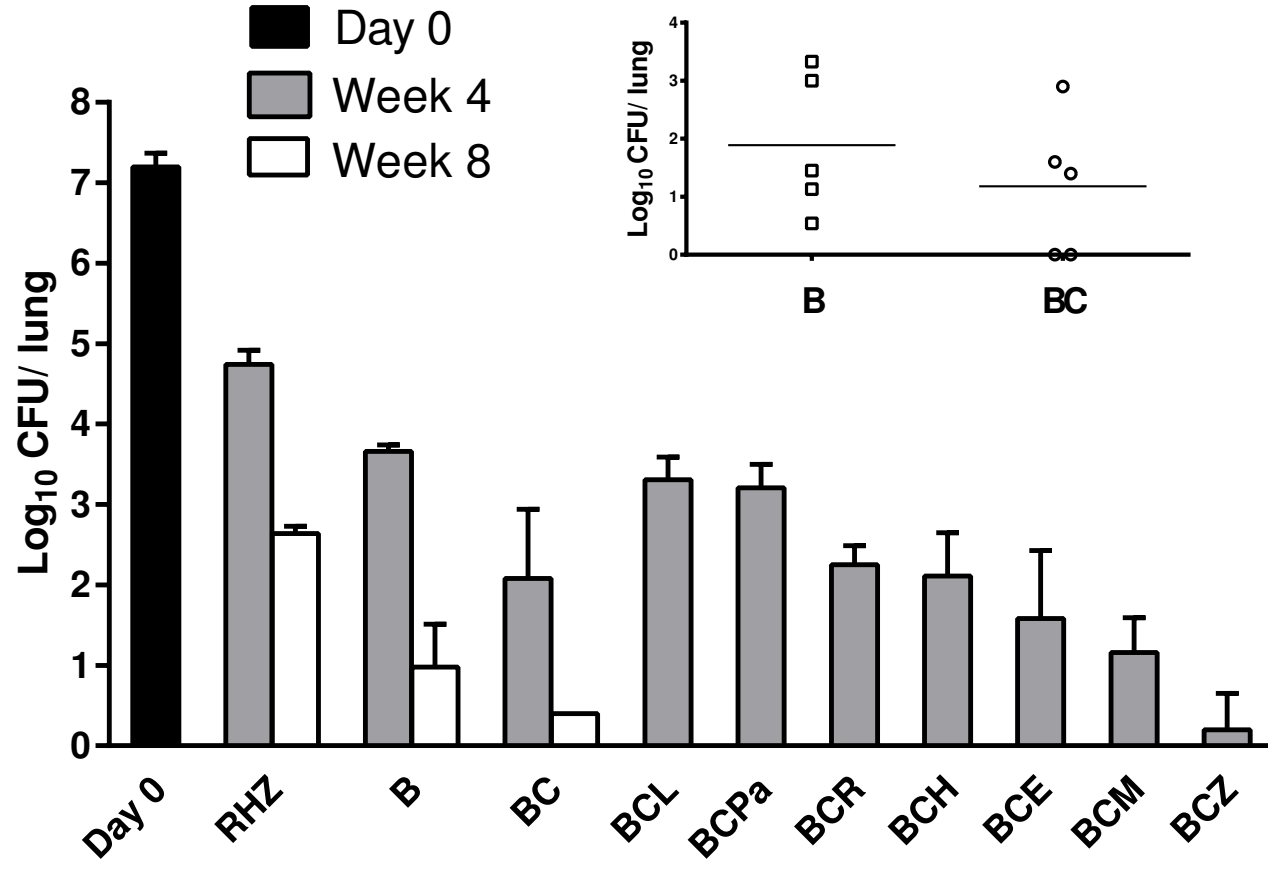 Day 0
Week 4
Week 8
Log10 CFU/ lung
8
7
6
5
4
3
2
1
0
Day 0
RHZ
B
BC
BCL
BCPa
BCR
BCH
BCE
BCM
BCZ
Log10 CFU/ lung
4
3
2
1
0
B
BC